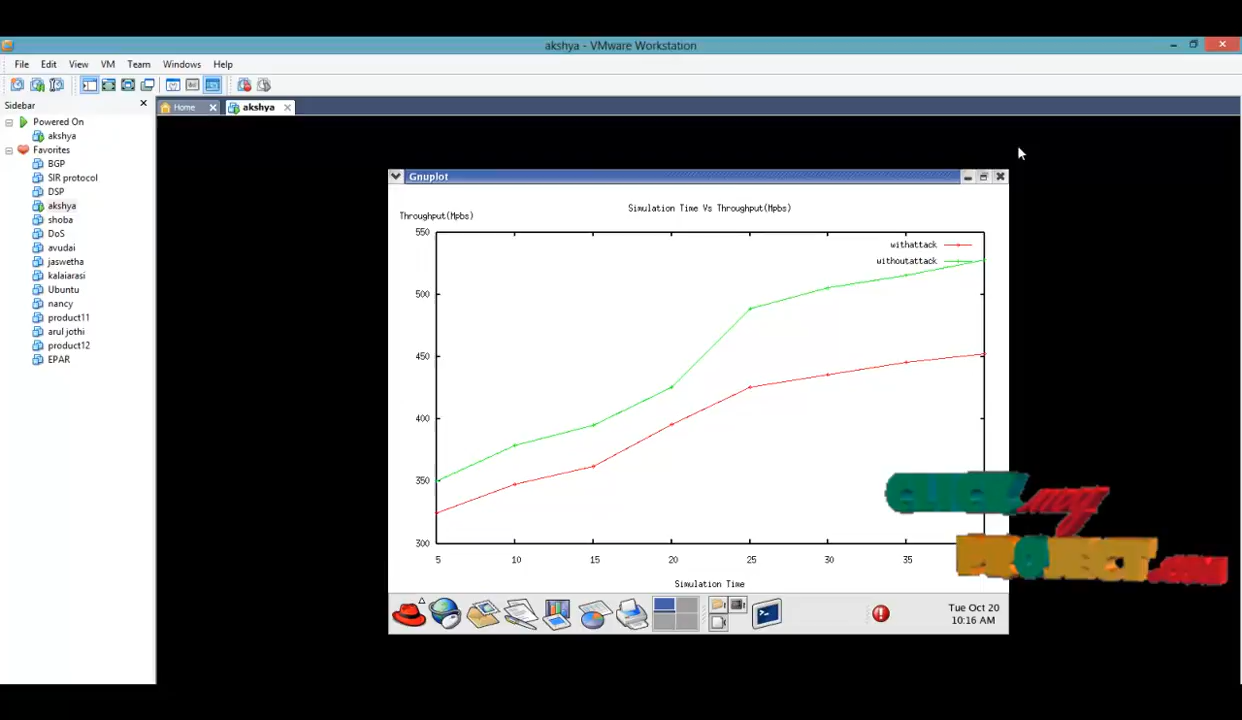 akshya - VMware Workstation
File Edit View VM Team Windows Help
Sidebar
Home
akshya
Powered On
akshya
Favorites
BGP
SIR protocol
DSP
akshya
shoba
DoS
avudai
jaswetha
kalaiarasi
Ubuntu
nancy
product11
arul jothi
product12
EPAR
Gnuplot
Simulation Time Vs Throughput(Mpbs)
Throughput(Mpbs)
withattack
withoutattack
550
500
450
400
350
300
5 10 15 20 25 30 35
Simulation Time
Tue Oct 20
10:16 AM